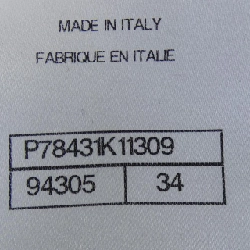 MADE IN ITALY
FABRIQUE EN ITALIE
P78431K11309
94305 34